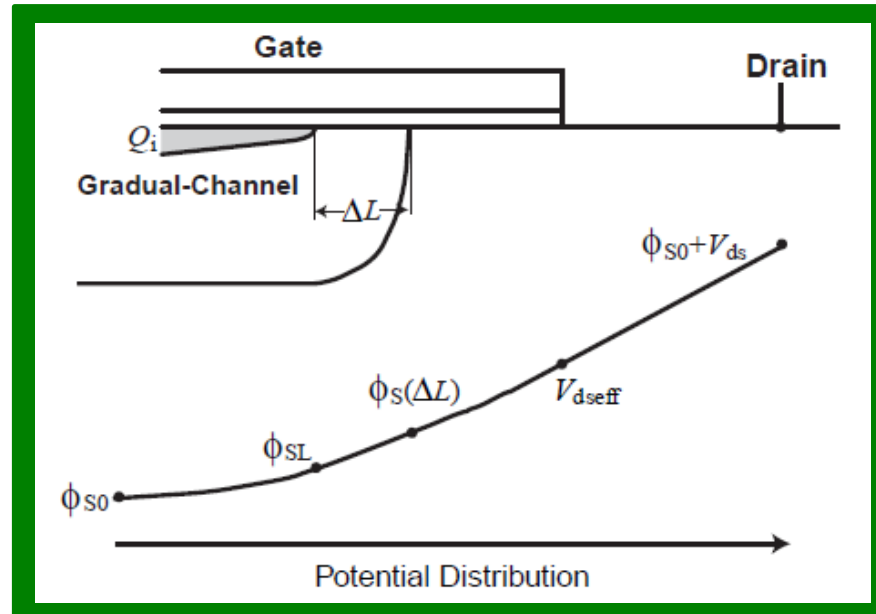 Gate
Drain
Qi
Gradual-Channel
ΔL
ϕS0+Vds
ϕS(ΔL)
Vdseff
ϕSL
ϕS0
Potential Distribution